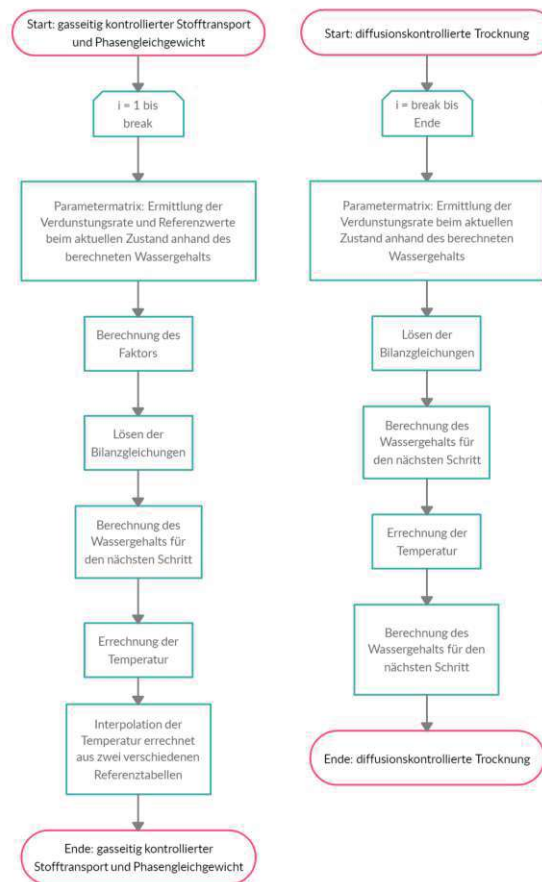 Start: gasseitig kontrollierter Stofftransport
und Phasengleichgewicht
i = 1 bis
break
Parametermatrix: Ermittlung der
Verdunstungsrate und Referenzwerte
beim aktuellen Zustand anhand des
berechneten Wassergehalts
Berechnung des
Faktors
Lösen der
Bilanzgleichungen
Berechnung des
Wassergehalts für
den nächsten Schritt
Errechnung der
Temperatur
Interpolation der
Temperatur errechnet
aus zwei verschiedenen
Referenztabellen
Ende: gasseitig kontrollierter
Stofftransport und Phasengleichgewicht
Start: diffusionskontrollierte Trocknung
i = break bis
Ende
Parametermatrix: Ermittlung der
Verdunstungsrate beim aktuellen
Zustand anhand des berechneten
Wassergehalts
Lösen der
Bilanzgleichungen
Berechnung des
Wassergehalts für
den nächsten Schritt
Errechnung der
Temperatur
Berechnung des
Wassergehalts für den
nächsten Schritt
Ende: diffusionskontrollierte Trocknung